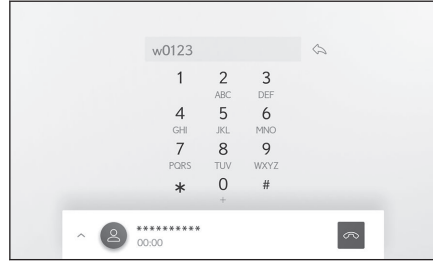 w0123
1 2 3
ABC DEF
4 5 6
GHI JKL MNO
7 8 9
PQRS TUV WXYZ
* 0 #
+
**********
00:00